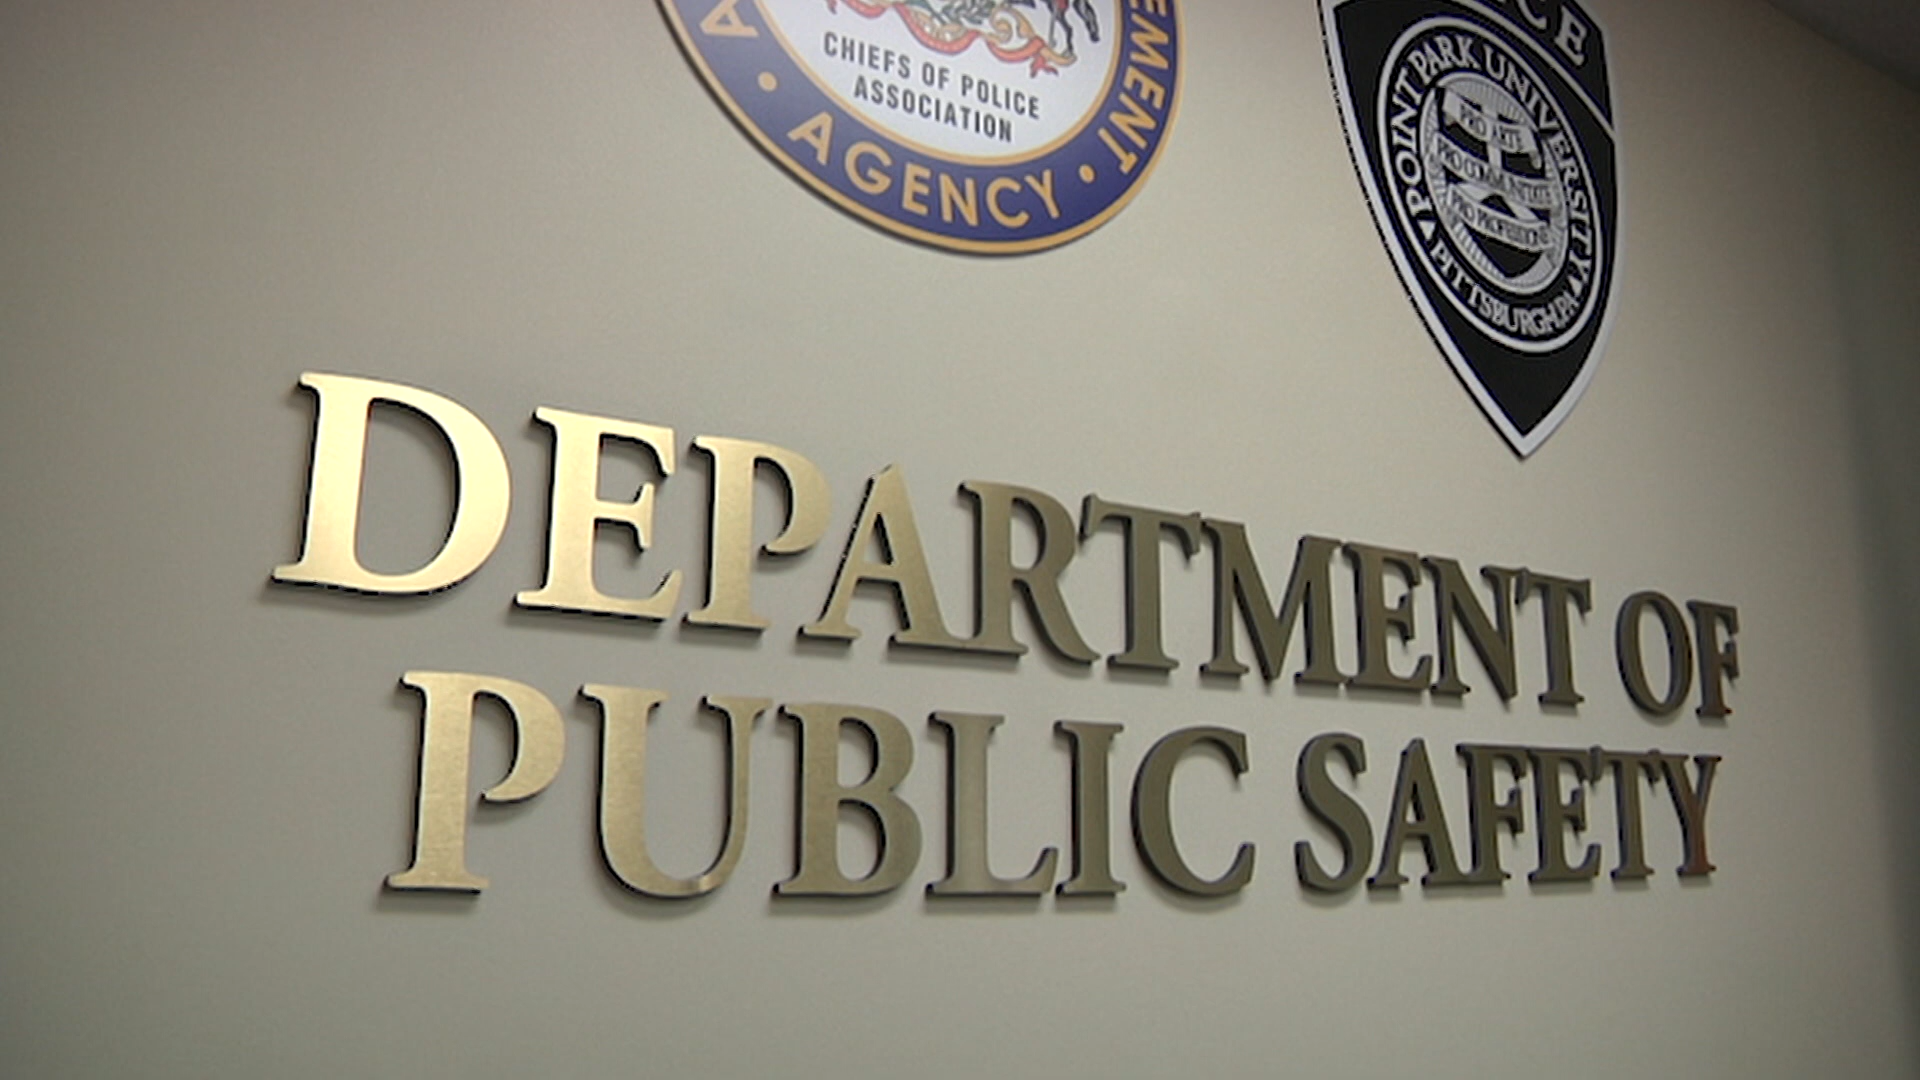 CHIEFS OF POLICE
ASSOCIATION
AGENCY
POINT PARK UNIVERSITY
PRO ARTE
PRO COMMUNITATE
PRO PROFESSIONE
PITTSBURGH, PA
DEPARTMENT OF
PUBLIC SAFETY